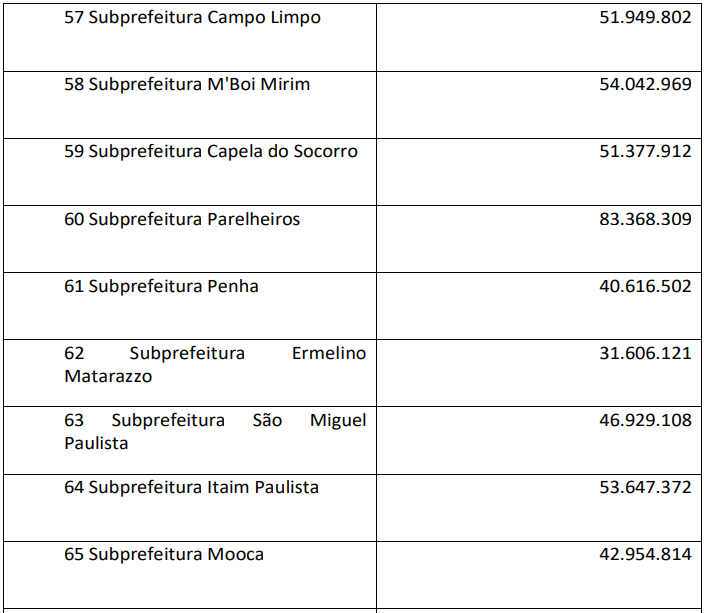 57 Subprefeitura Campo Limpo 51.949.802
58 Subprefeitura M'Boi Mirim 54.042.969
59 Subprefeitura Capela do Socorro 51.377.912
60 Subprefeitura Parelheiros 83.368.309
61 Subprefeitura Penha 40.616.502
62 Subprefeitura Ermelino 31.606.121
Matarazzo
63 Subprefeitura São Miguel 46.929.108
Paulista
64 Subprefeitura Itaim Paulista 53.647.372
65 Subprefeitura Mooca 42.954.814